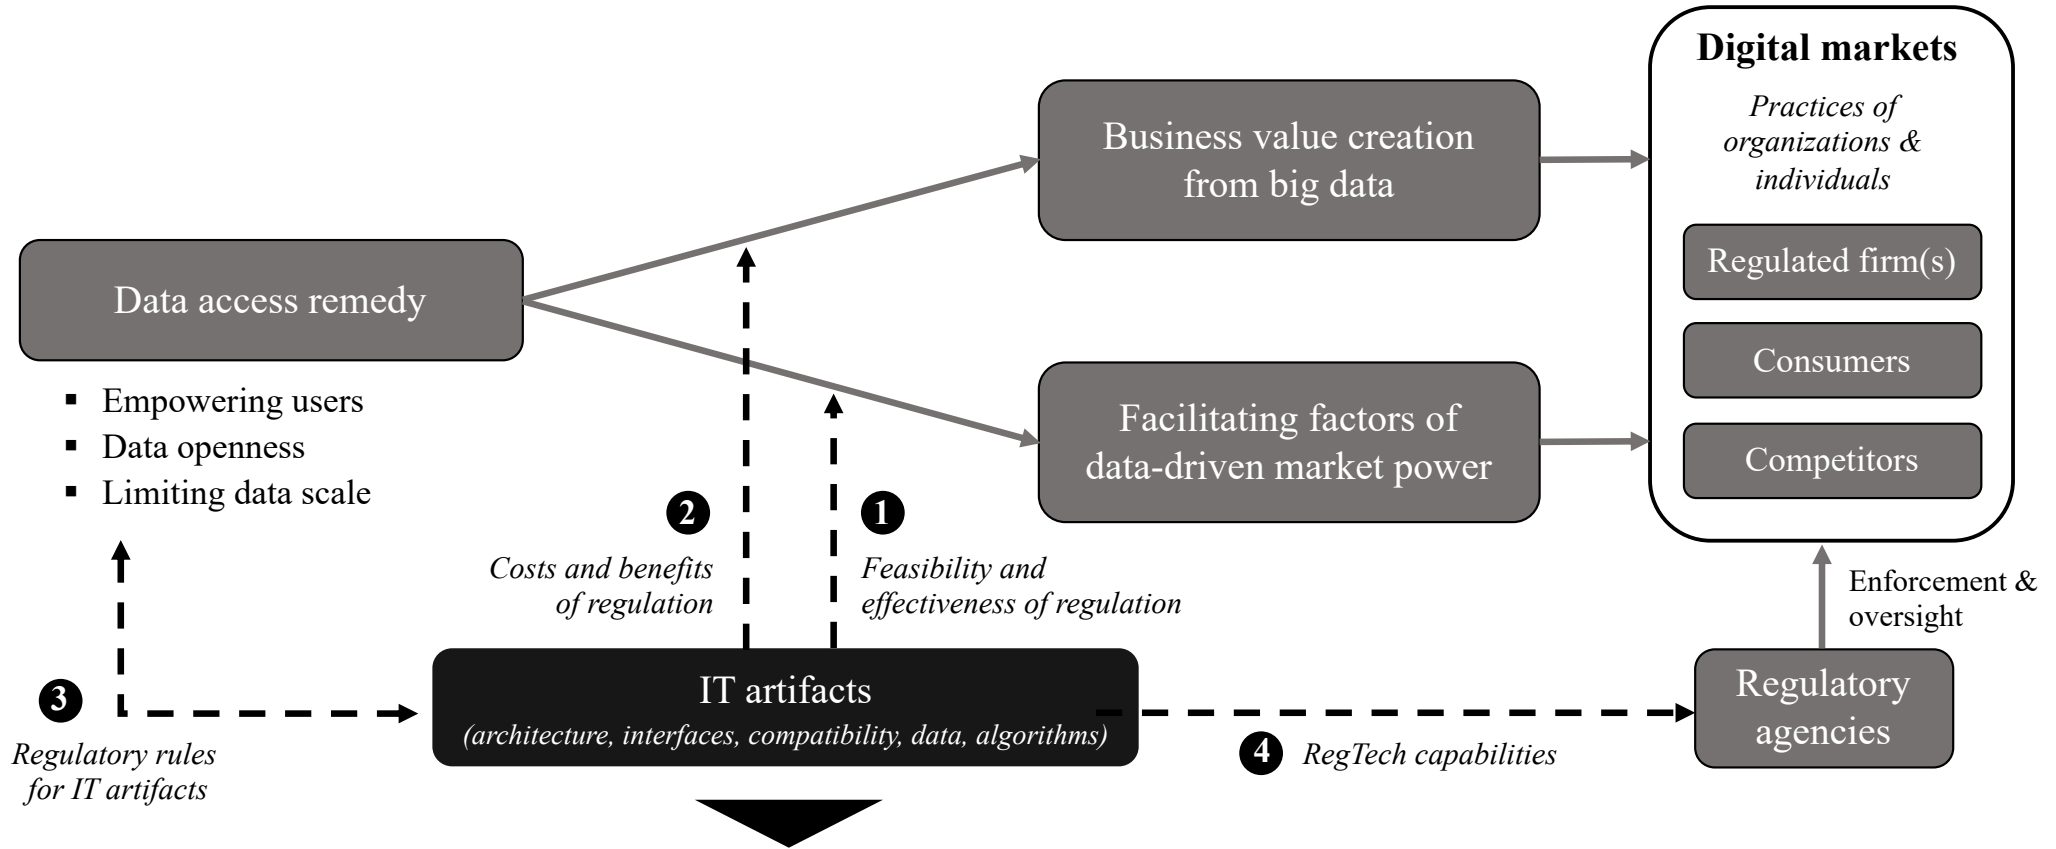 Digital markets
Practices of
organizations &
individuals
Regulated firm(s)
Consumers
Competitors
Business value creation
from big data
Data access remedy
▪ Empowering users
▪ Data openness
▪ Limiting data scale
Facilitating factors of
data-driven market power
2
Costs and benefits
of regulation
1
Feasibility and
effectiveness of regulation
Enforcement &
oversight
3
Regulatory rules
for IT artifacts
IT artifacts
(architecture, interfaces, compatibility, data, algorithms)
4
RegTech capabilities
Regulatory
agencies